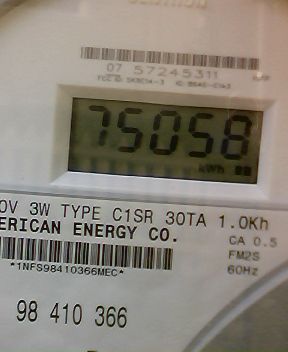 CENTRON
07 57245311
75058
kWh
0V 3W TYPE C1SR 30TA 1.0Kh
ERICAN ENERGY CO.
CA 0.5
*1NFS98410366MEC*
FM2S
60Hz
98 410 366